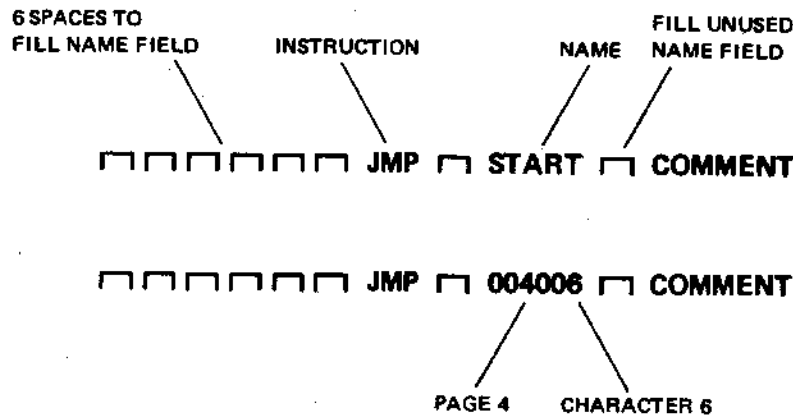 6 SPACES TO
FILL NAME FIELD
INSTRUCTION
NAME
FILL UNUSED
NAME FIELD
JMP START COMMENT
JMP 004006 COMMENT
PAGE 4 CHARACTER 6